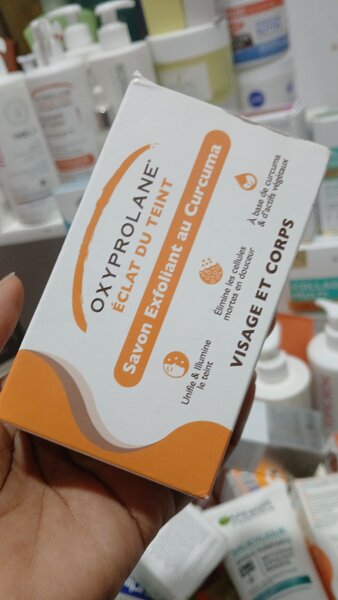 OXYPROLANE®
ÉCLAT DU TEINT
Savon Exfoliant au Curcuma
Unifie & Illumine
le teint
Élimine les cellules
mortes en douceur
À base de curcuma
& d'actifs végétaux
VISAGE ET CORPS
GARNIER